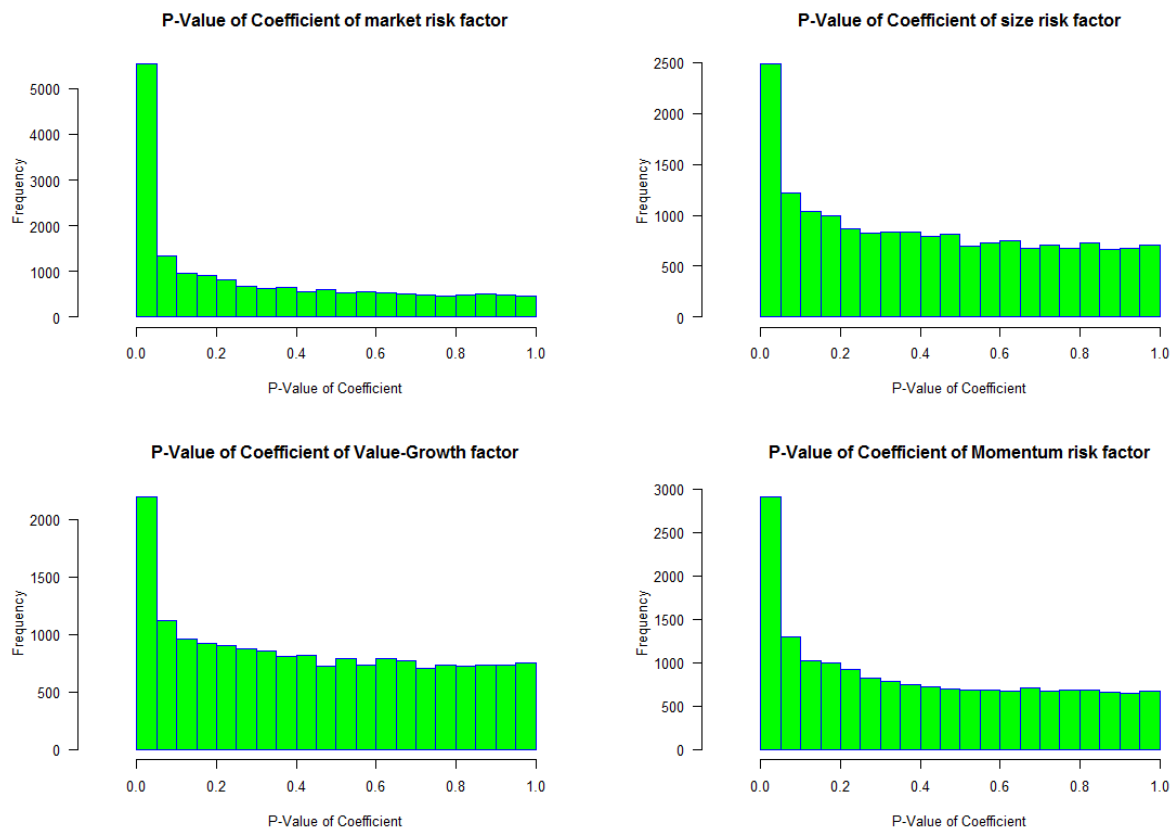 P-Value of Coefficient of market risk factor
5000
4000
3000
2000
1000
0
Frequency
0.0 0.2 0.4 0.6 0.8 1.0
P-Value of Coefficient
P-Value of Coefficient of size risk factor
2500
2000
1500
1000
500
0
Frequency
0.0 0.2 0.4 0.6 0.8 1.0
P-Value of Coefficient
P-Value of Coefficient of Value-Growth factor
2000
1500
1000
500
0
Frequency
0.0 0.2 0.4 0.6 0.8 1.0
P-Value of Coefficient
P-Value of Coefficient of Momentum risk factor
3000
2500
2000
1500
1000
500
0
Frequency
0.0 0.2 0.4 0.6 0.8 1.0
P-Value of Coefficient